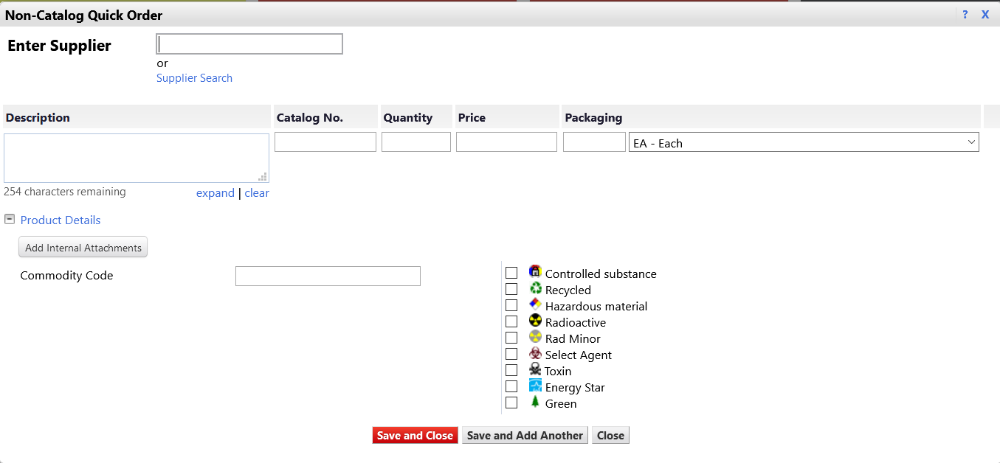 Non-Catalog Quick Order ? X
Enter Supplier
or
Supplier Search
Description Catalog No. Quantity Price Packaging
EA - Each
254 characters remaining expand | clear
Product Details
Add Internal Attachments
Commodity Code
Controlled substance
Recycled
Hazardous material
Radioactive
Rad Minor
Select Agent
Toxin
Energy Star
Green
Save and Close Save and Add Another Close